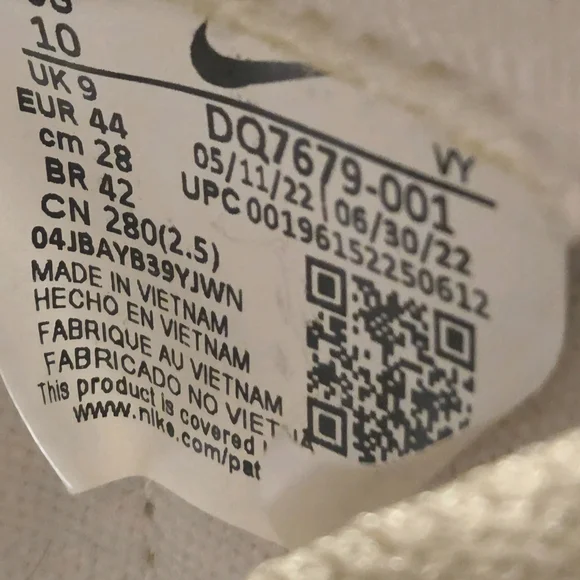 10
UK 9
EUR 44
cm 28
BR 42
CN 280(2.5)
04JBAYB39YJWN
MADE IN VIETNAM
HECHO EN VIETNAM
FABRIQUE AU VIETNAM
FABRICADO NO VIET
This product is covered
www.nike.com/pat
VY
DQ7679-001
05/11/22 | 06/30/22
UPC 00196152250612